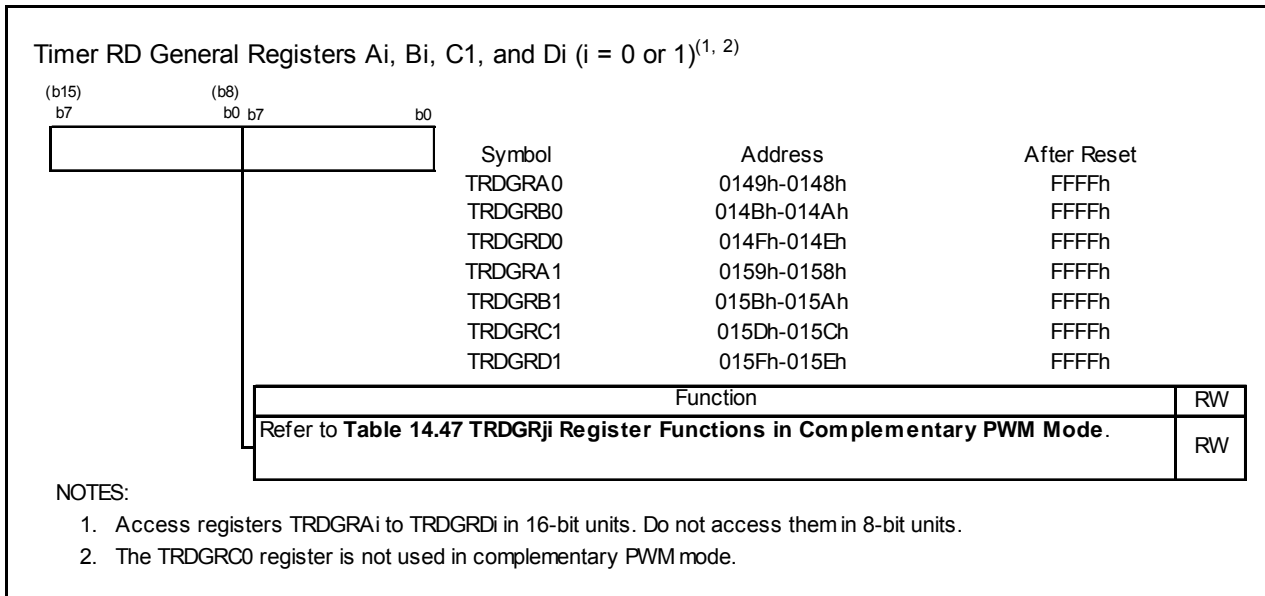 Timer RD General Registers Ai, Bi, C1, and Di (i = 0 or 1)(1, 2)
(b15) (b8)
b7 b0 b7 b0
Symbol Address After Reset
TRDGRA0 0149h-0148h FFFFh
TRDGRB0 014Bh-014Ah FFFFh
TRDGRD0 014Fh-014Eh FFFFh
TRDGRA1 0159h-0158h FFFFh
TRDGRB1 015Bh-015Ah FFFFh
TRDGRC1 015Dh-015Ch FFFFh
TRDGRD1 015Fh-015Eh FFFFh
Function RW
Refer to Table 14.47 TRDGRji Register Functions in Complementary PWM Mode. RW
NOTES:
1. Access registers TRDGRAi to TRDGRDi in 16-bit units. Do not access them in 8-bit units.
2. The TRDGRC0 register is not used in complementary PWM mode.